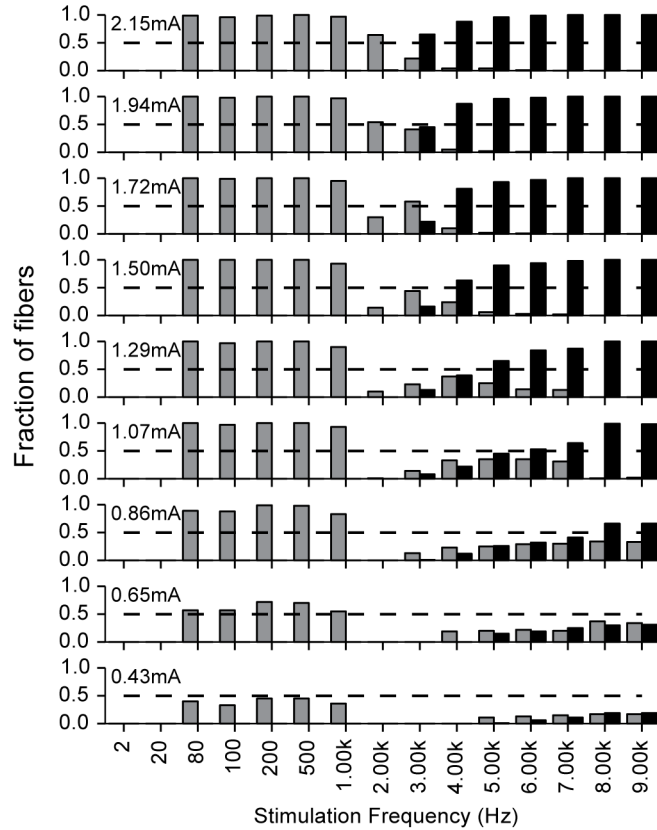 Fraction of fibers
1.0
0.5
0.0
2.15mA
1.0
0.5
0.0
1.94mA
1.0
0.5
0.0
1.72mA
1.0
0.5
0.0
1.50mA
1.0
0.5
0.0
1.29mA
1.0
0.5
0.0
1.07mA
1.0
0.5
0.0
0.86mA
1.0
0.5
0.0
0.65mA
1.0
0.5
0.0
0.43mA
2
20
80
100
200
500
1.00k
2.00k
3.00k
4.00k
5.00k
6.00k
7.00k
8.00k
9.00k
Stimulation Frequency (Hz)